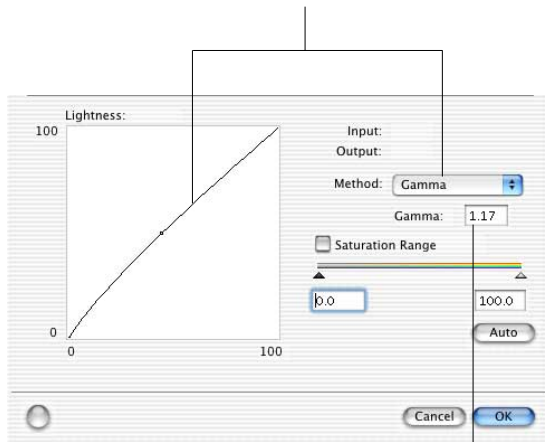 Lightness:
100
0
0 100
Input:
Output:
Method: Gamma
Gamma: 1.17
Saturation Range
0.0 100.0
Auto
Cancel OK